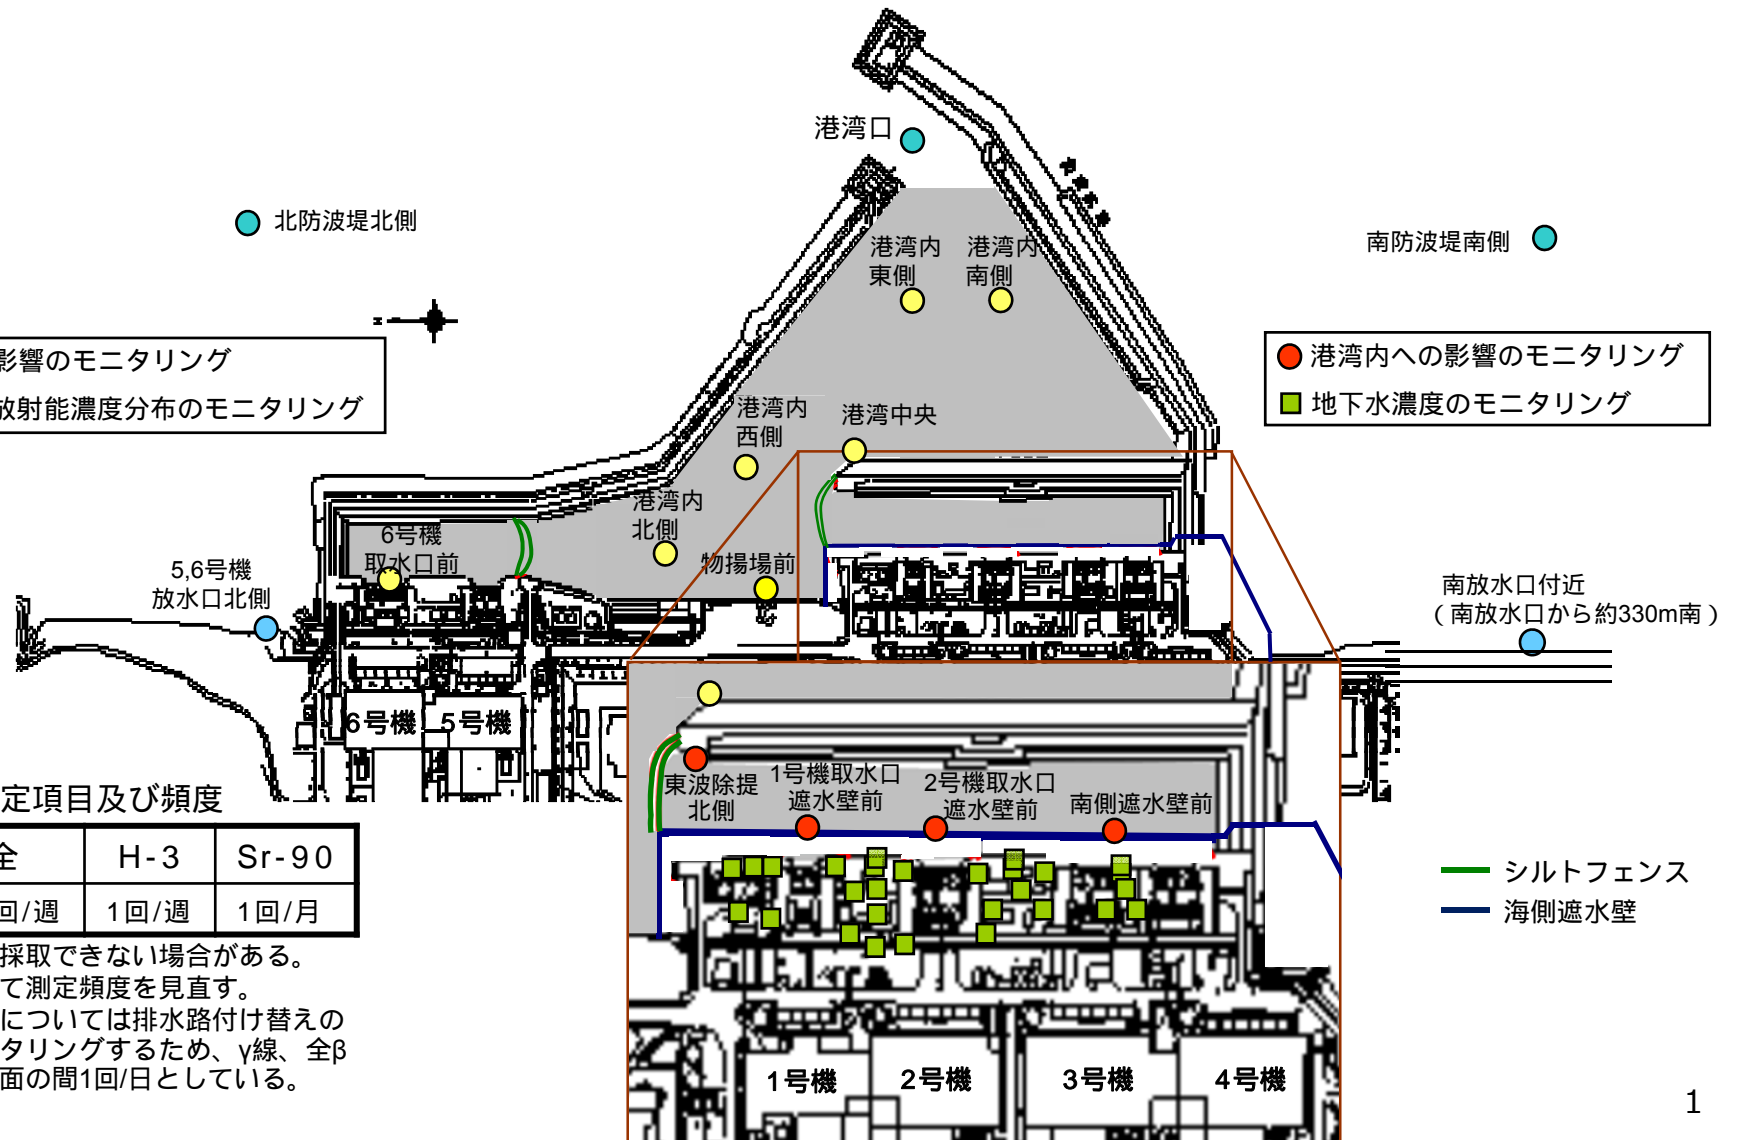 港湾口
北防波堤北側
南防波堤南側
港湾内
東側
港湾内
南側
影響のモニタリング
放射能濃度分布のモニタリング
港湾内への影響のモニタリング
地下水濃度のモニタリング
港湾内
西側
港湾中央
港湾内
北側
6号機
取水口前
物揚場前
5,6号機
放水口北側
南放水口付近
（南放水口から約330m南）
6号機
5号機
東波除堤
北側
1号機取水口
遮水壁前
2号機取水口
遮水壁前
南側遮水壁前
定項目及び頻度
全 H-3 Sr-90
回/週 1回/週 1回/月
採取できない場合がある。
て測定頻度を見直す。
については排水路付け替えの
タリングするため、γ線、全β
面の間1回/日としている。
シルトフェンス
海側遮水壁
1号機
2号機
3号機
4号機
1